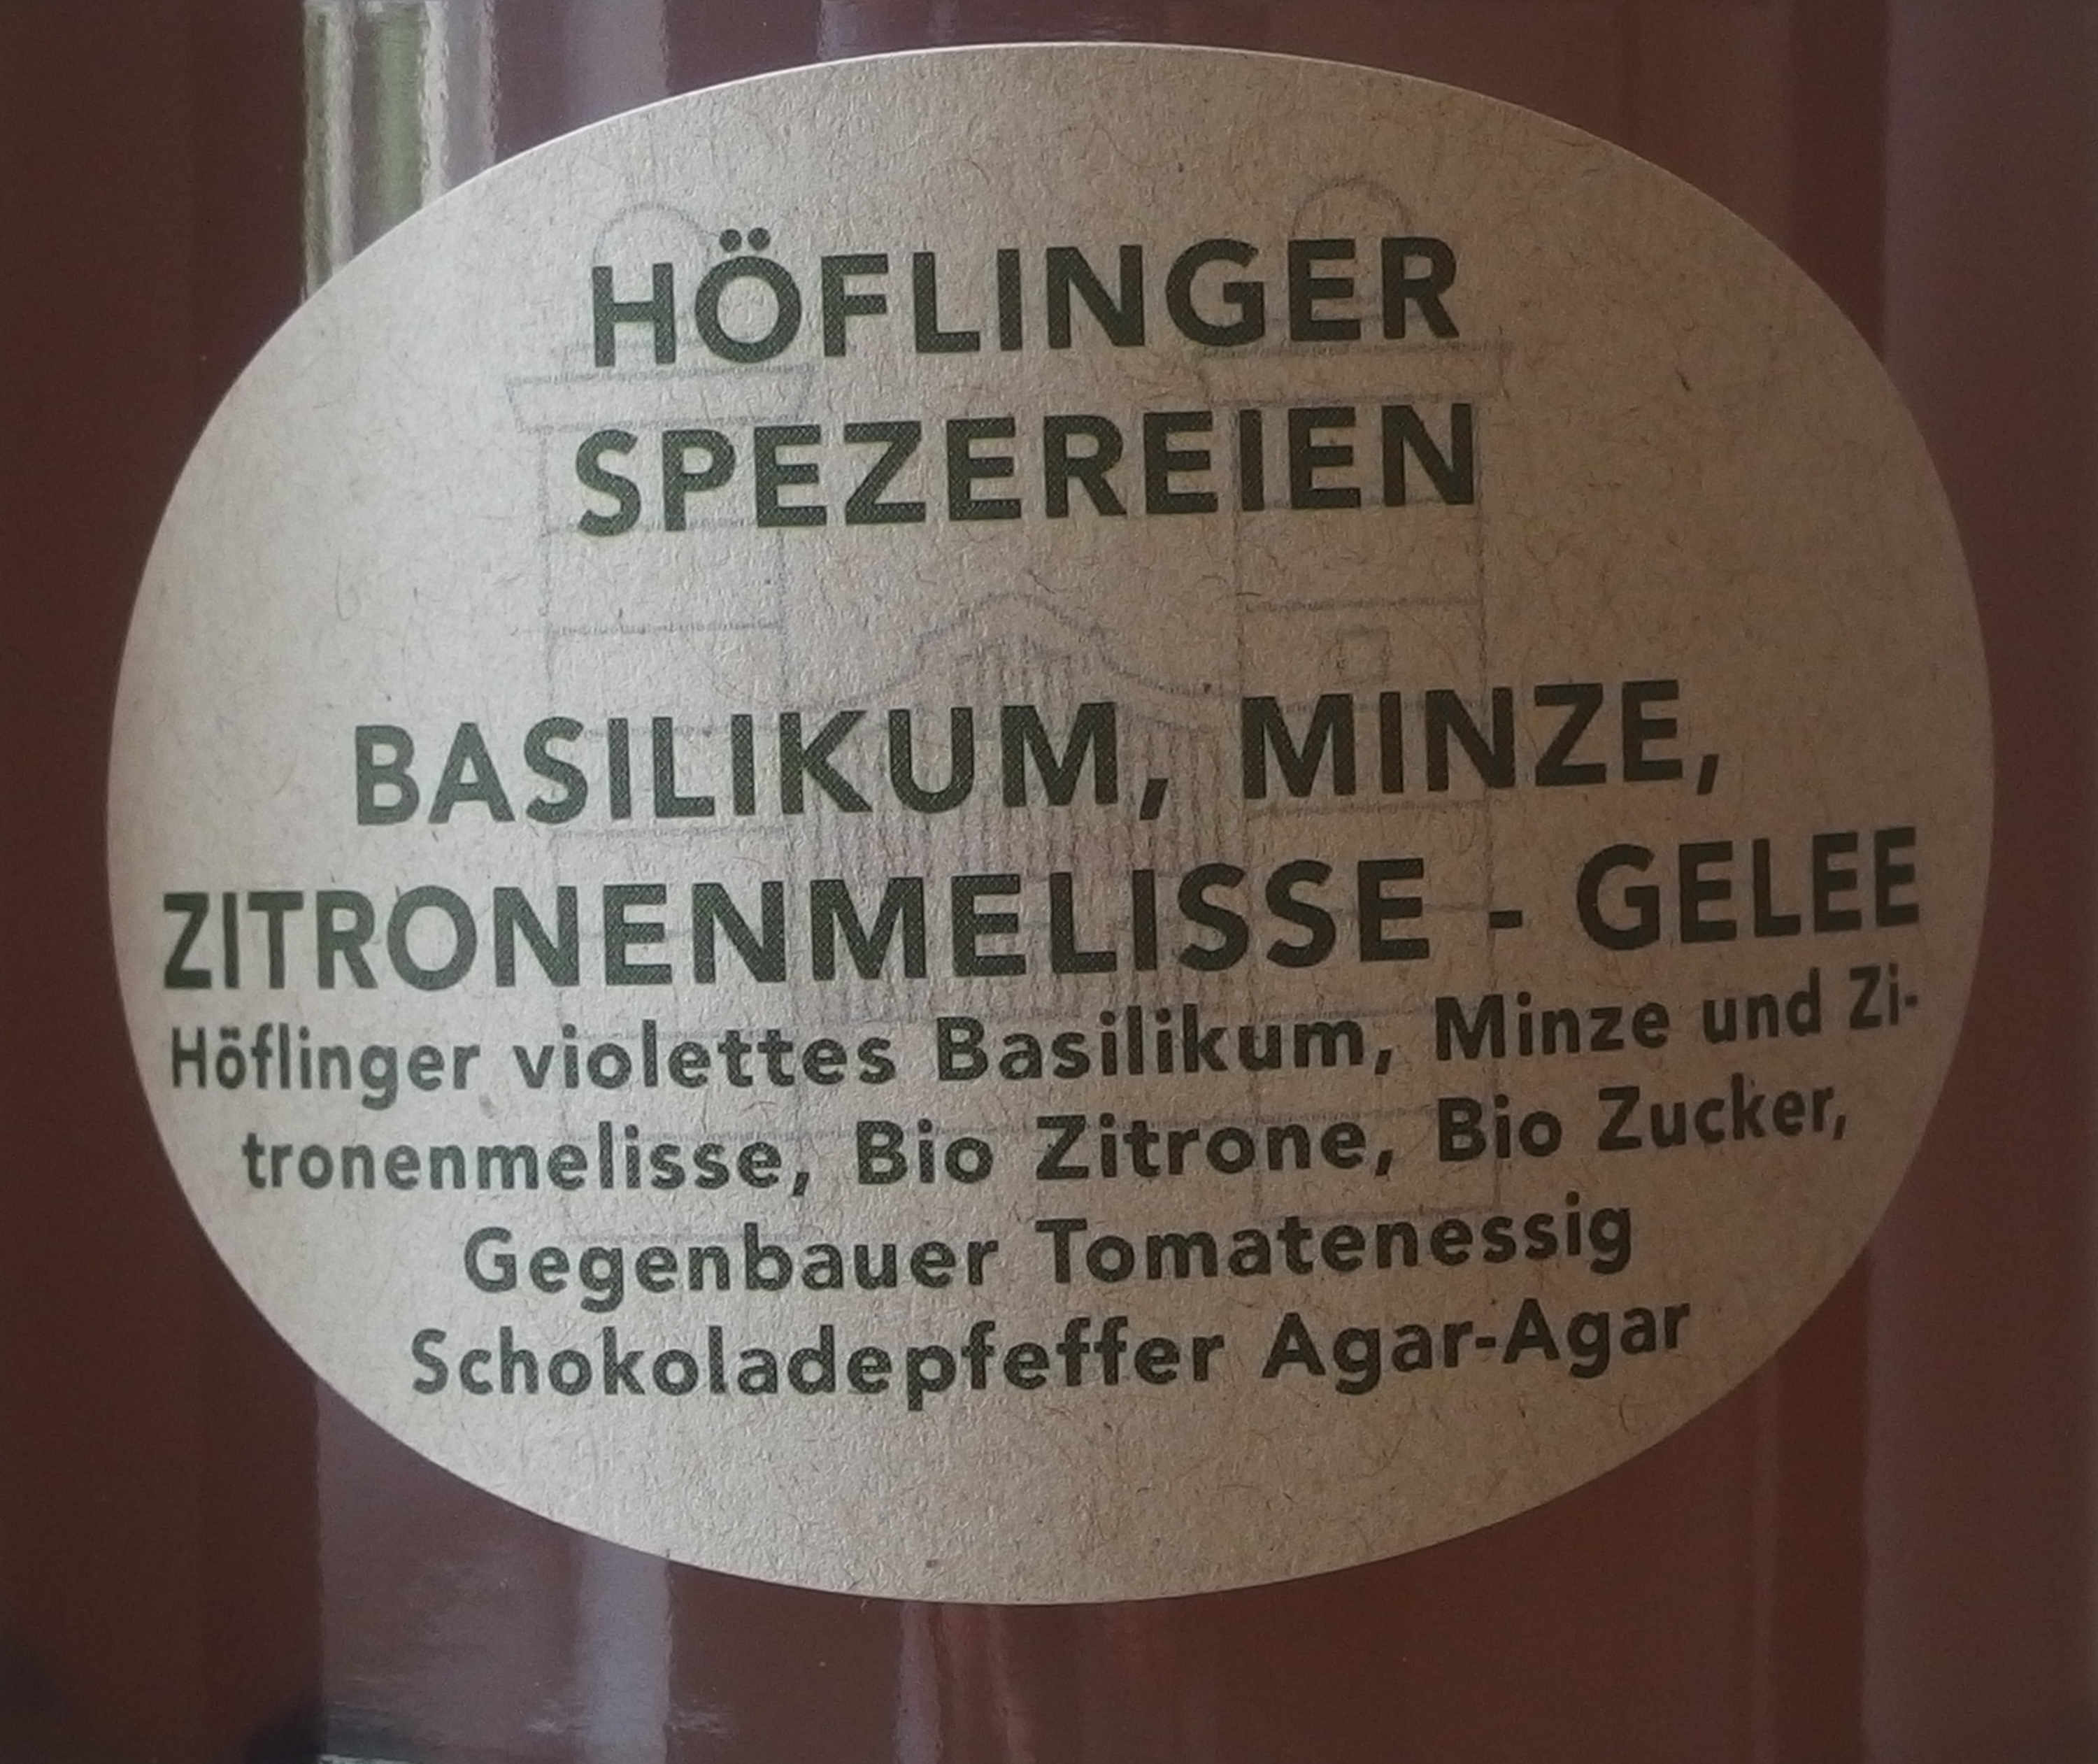 HÖFLINGER
SPEZEREIEN
BASILIKUM, MINZE,
ZITRONENMELISSE - GELEE
Höflinger violettes Basilikum, Minze und Zi-
tronenmelisse, Bio Zitrone, Bio Zucker,
Gegenbauer Tomatenessig
Schokoladepfeffer Agar-Agar